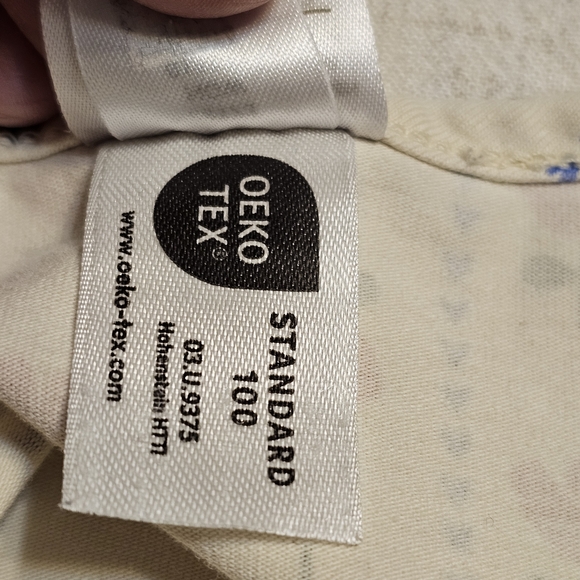 OEKO
TEX®
STANDARD
100
03.U.9375
Hohenstein HTTI
www.oeko-tex.com